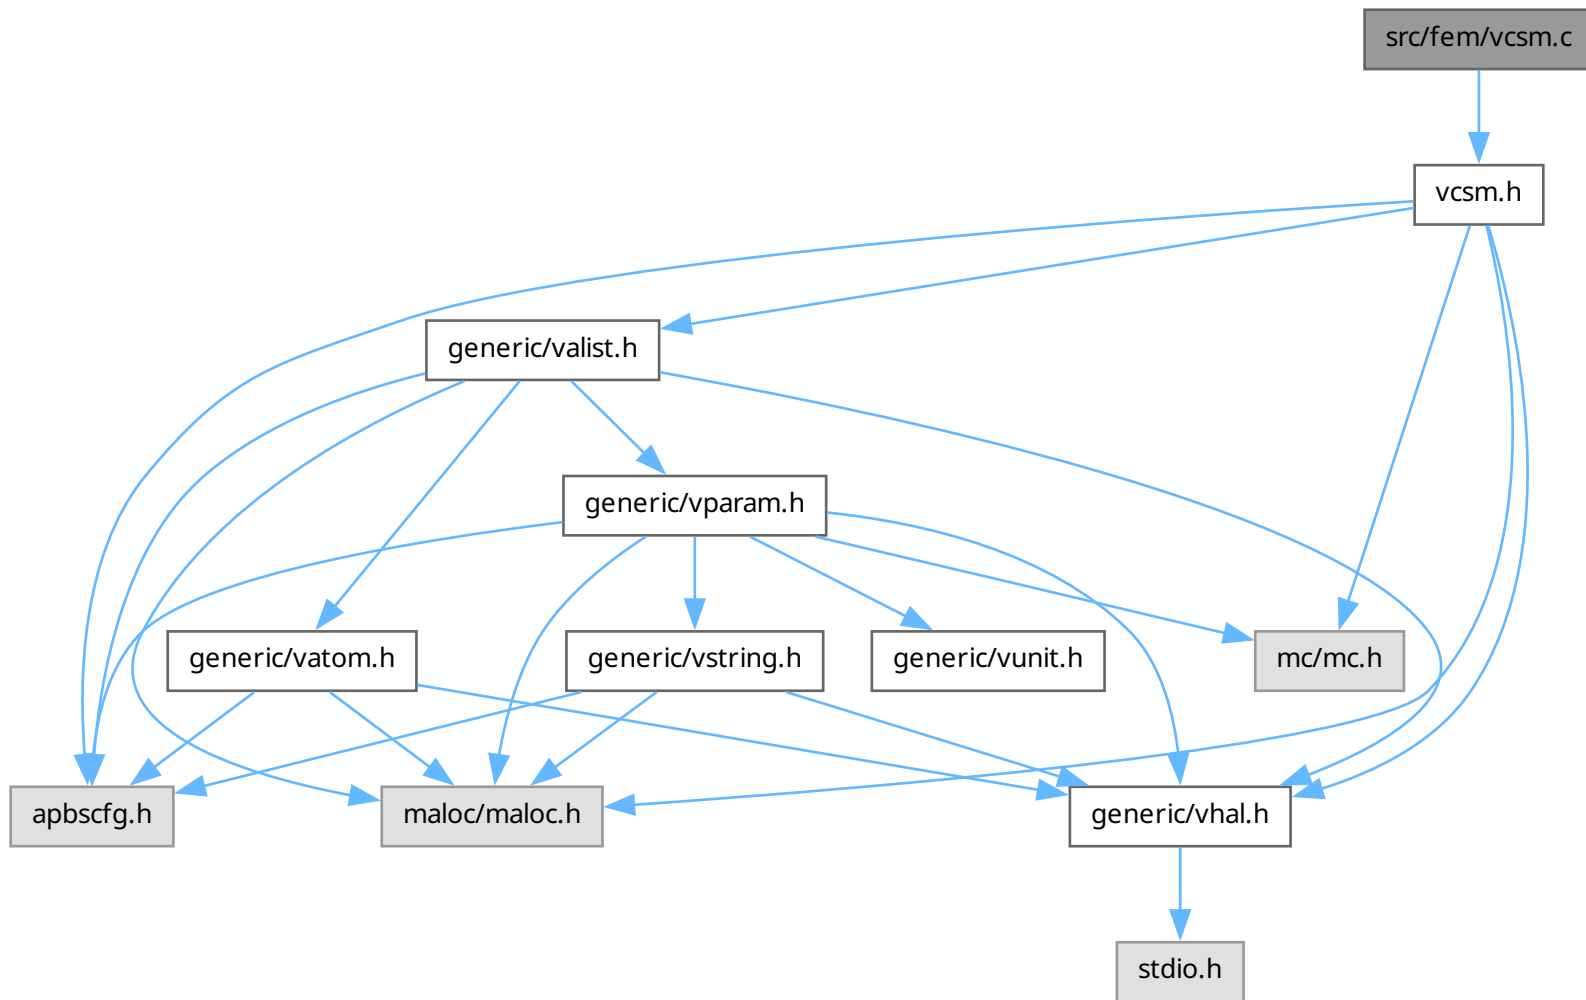 src/fem/vcsm.c
vcsm.h
generic/valist.h
generic/vparam.h
generic/vatom.h
generic/vstring.h
generic/vunit.h
mc/mc.h
apbscfg.h
maloc/maloc.h
generic/vhal.h
stdio.h